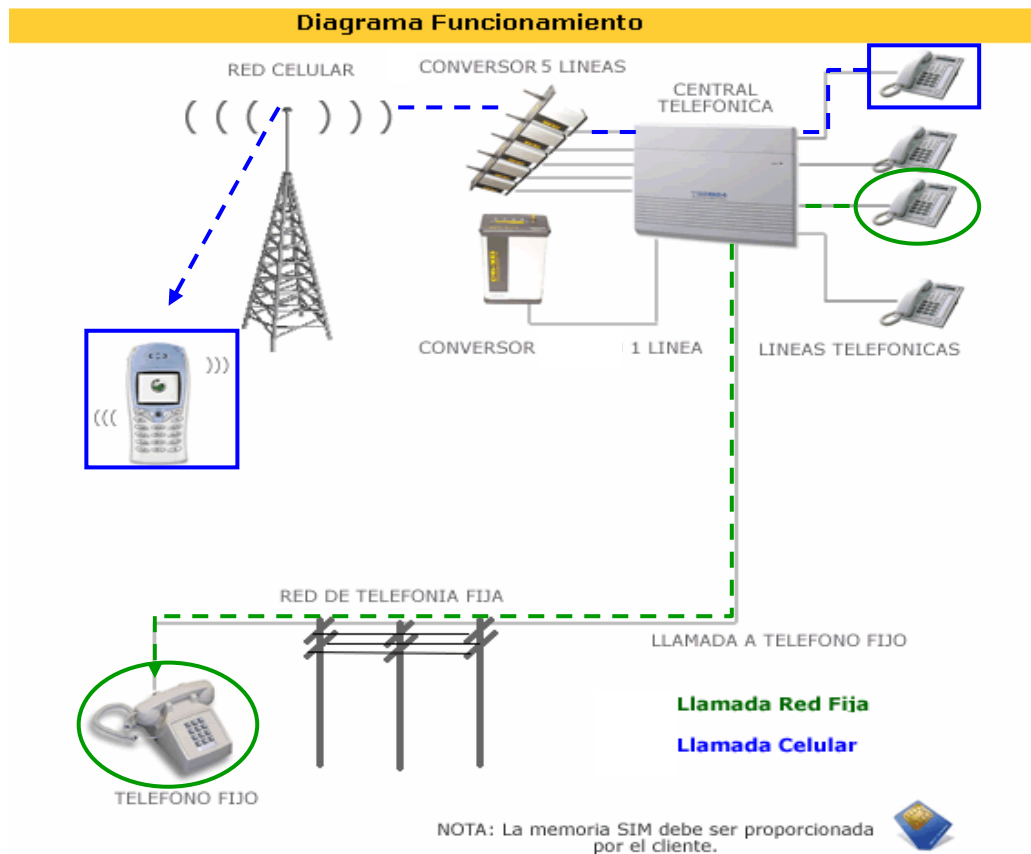 Diagrama Funcionamiento
RED CELULAR
CONVERSOR 5 LINEAS
CENTRAL
TELEFONICA
CONVERSOR
1 LINEA
LINEAS TELEFONICAS
RED DE TELEFONIA FIJA
LLAMADA A TELEFONO FIJO
Llamada Red Fija
Llamada Celular
TELEFONO FIJO
NOTA: La memoria SIM debe ser proporcionada
por el cliente.